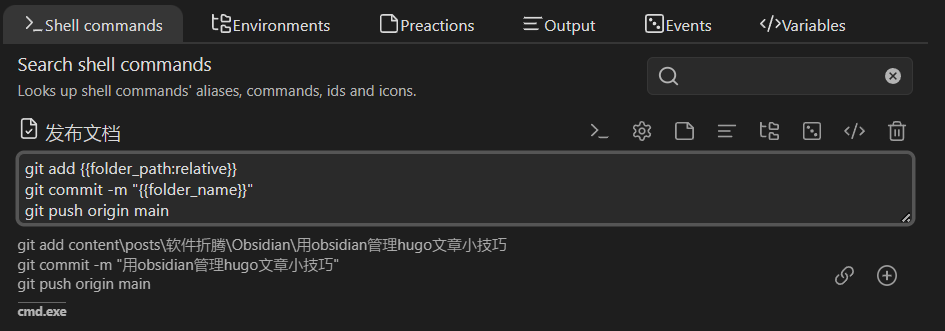 Shell commands Environments Preactions Output Events Variables
Search shell commands
Looks up shell commands' aliases, commands, ids and icons.
发布文档
git add {{folder_path:relative}}
git commit -m "{{folder_name}}"
git push origin main
git add content\posts\软件折腾\Obsidian\用obsidian管理hugo文章小技巧
git commit -m "用obsidian管理hugo文章小技巧"
git push origin main
cmd.exe